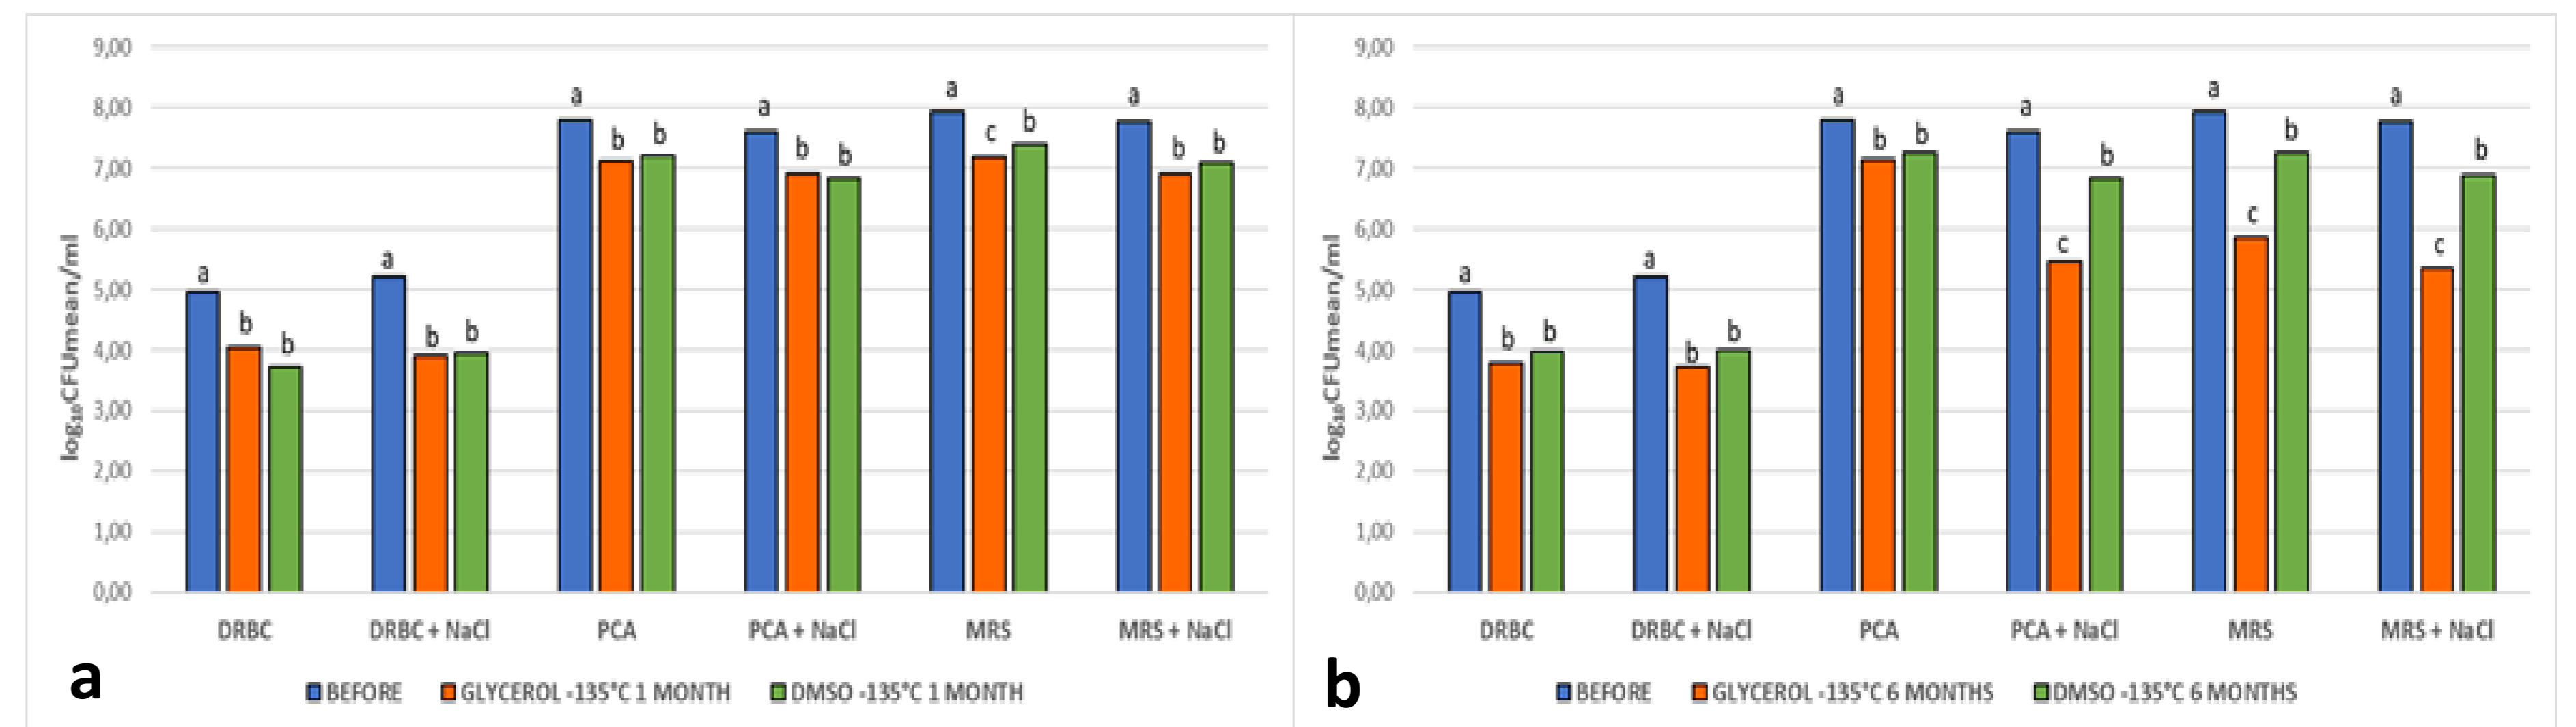 9,00
8,00
7,00
6,00
5,00
4,00
3,00
2,00
1,00
0,00
log₁₀CFUmean/ml
a b b
a b b
a b b
a b b
a c b
a b b
DRBC DRBC + NaCl PCA PCA + NaCl MRS MRS + NaCl
a
BEFORE GLYCEROL -135°C 1 MONTH DMSO -135°C 1 MONTH
9,00
8,00
7,00
6,00
5,00
4,00
3,00
2,00
1,00
0,00
log₁₀CFUmean/ml
a b b
a b b
a b b
a c b
a c b
a c b
DRBC DRBC + NaCl PCA PCA + NaCl MRS MRS + NaCl
b
BEFORE GLYCEROL -135°C 6 MONTHS DMSO -135°C 6 MONTHS